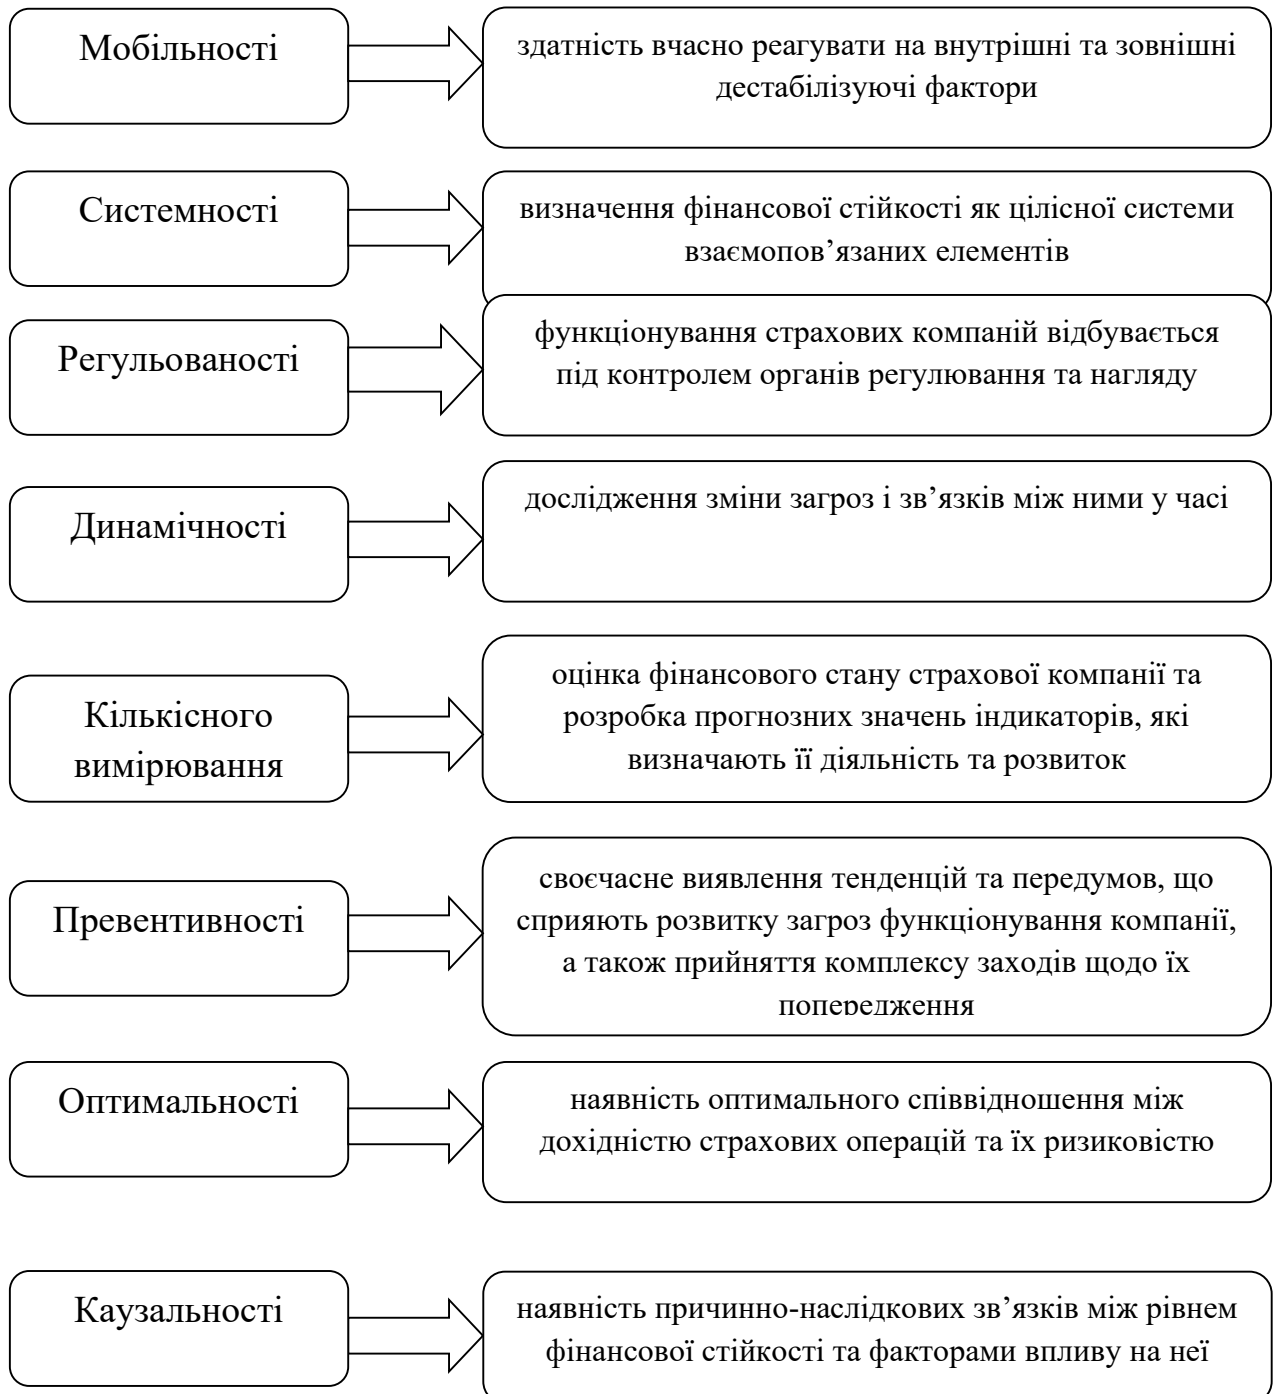 Мобільності
здатність вчасно реагувати на внутрішні та зовнішні
дестабілізуючі фактори
Системності
визначення фінансової стійкості як цілісної системи
взаємопов’язаних елементів
Регульованості
функціонування страхових компаній відбувається
під контролем органів регулювання та нагляду
Динамічності
дослідження зміни загроз і зв’язків між ними у часі
Кількісного
вимірювання
оцінка фінансового стану страхової компанії та
розробка прогнозних значень індикаторів, які
визначають її діяльність та розвиток
Превентивності
своєчасне виявлення тенденцій та передумов, що
сприяють розвитку загроз функціонування компанії,
а також прийняття комплексу заходів щодо їх
попередження
Оптимальності
наявність оптимального співвідношення між
дохідністю страхових операцій та їх ризиковістю
Каузальності
наявність причинно-наслідкових зв’язків між рівнем
фінансової стійкості та факторами впливу на неї